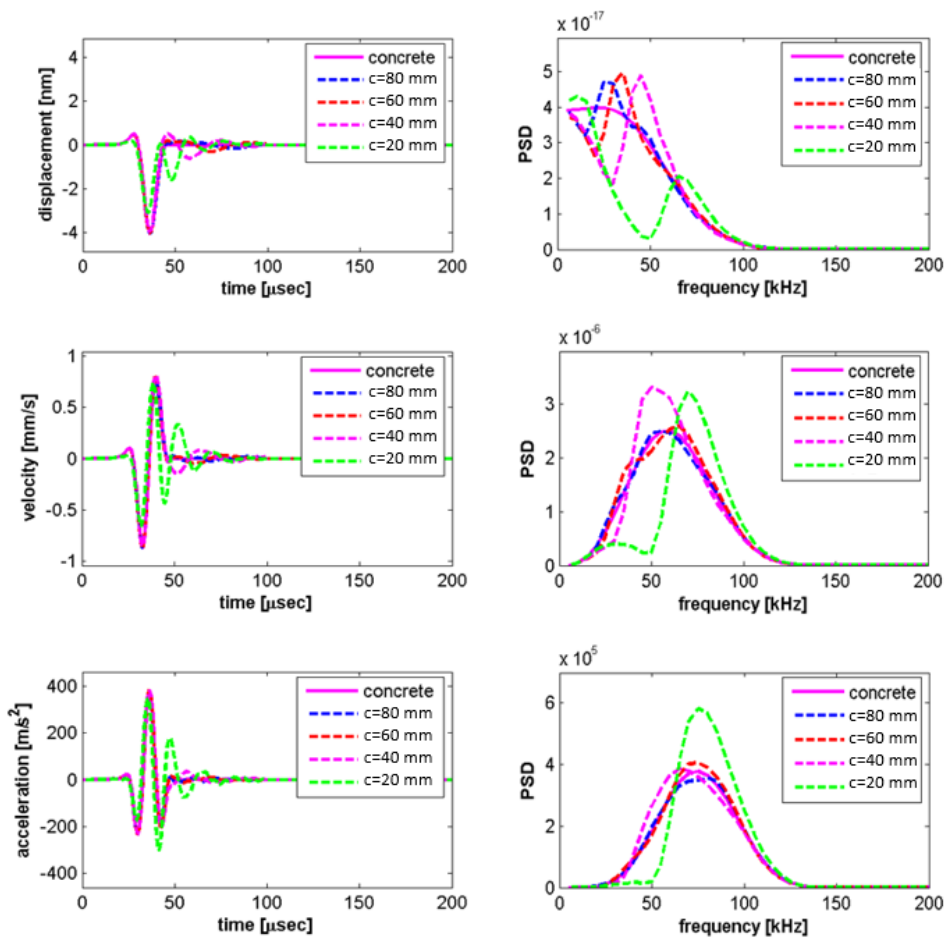 displacement [nm]
4
2
0
-2
-4
concrete
c=80 mm
c=60 mm
c=40 mm
c=20 mm
0 50 100 150 200
time [μsec]
x 10^-17
PSD
5
4
3
2
1
0
concrete
c=80 mm
c=60 mm
c=40 mm
c=20 mm
0 50 100 150 200
frequency [kHz]
velocity [mm/s]
1
0.5
0
-0.5
-1
concrete
c=80 mm
c=60 mm
c=40 mm
c=20 mm
0 50 100 150 200
time [μsec]
x 10^-6
PSD
3
2
1
0
concrete
c=80 mm
c=60 mm
c=40 mm
c=20 mm
0 50 100 150 200
frequency [kHz]
acceleration [m/s²]
400
200
0
-200
-400
concrete
c=80 mm
c=60 mm
c=40 mm
c=20 mm
0 50 100 150 200
time [μsec]
x 10^5
PSD
6
4
2
0
concrete
c=80 mm
c=60 mm
c=40 mm
c=20 mm
0 50 100 150 200
frequency [kHz]